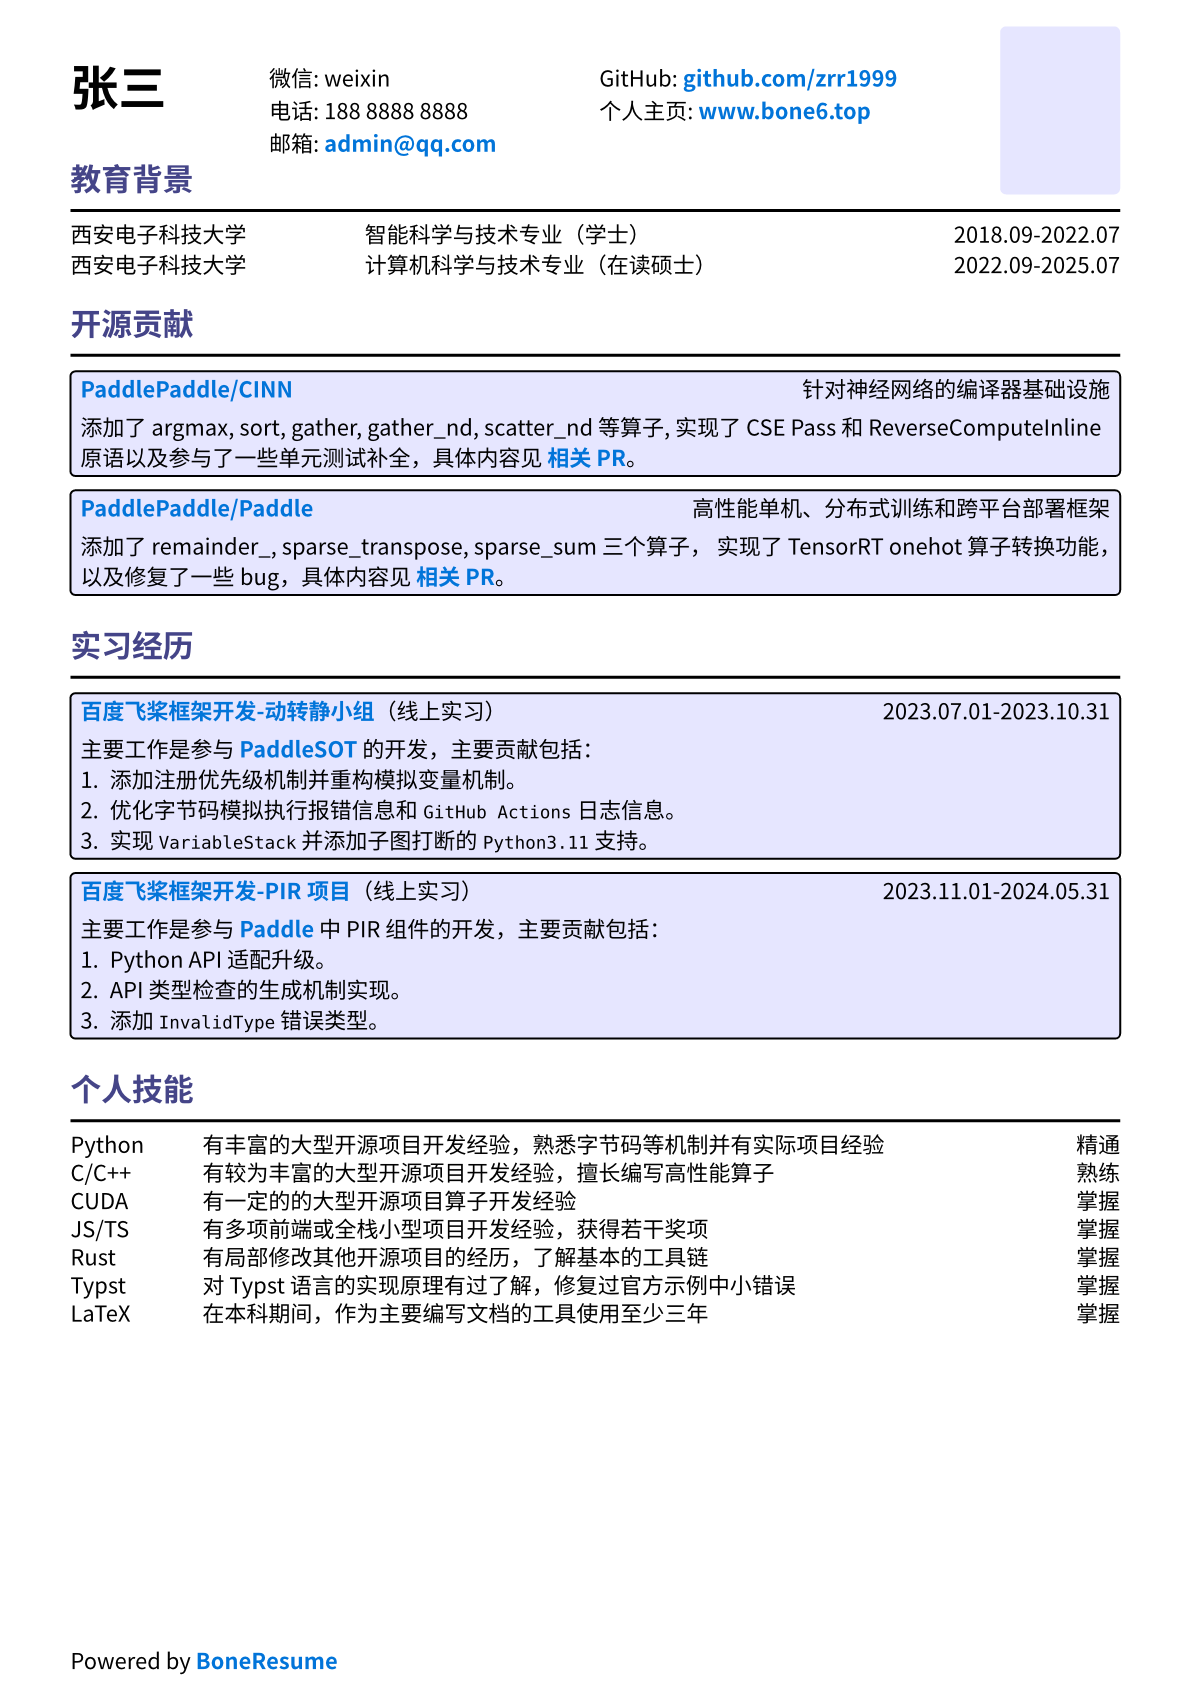 张三
微信: weixin
电话: 188 8888 8888
邮箱: admin@qq.com
GitHub: github.com/zrr1999
个人主页: www.bone6.top
教育背景
西安电子科技大学 智能科学与技术专业（学士） 2018.09-2022.07
西安电子科技大学 计算机科学与技术专业（在读硕士） 2022.09-2025.07
开源贡献
PaddlePaddle/CINN 针对神经网络的编译器基础设施
添加了 argmax, sort, gather, gather_nd, scatter_nd 等算子, 实现了 CSE Pass 和 ReverseComputeInline
原语以及参与了一些单元测试补全，具体内容见 相关 PR。
PaddlePaddle/Paddle 高性能单机、分布式训练和跨平台部署框架
添加了 remainder_, sparse_transpose, sparse_sum 三个算子， 实现了 TensorRT onehot 算子转换功能，
以及修复了一些 bug，具体内容见 相关 PR。
实习经历
百度飞桨框架开发-动转静小组（线上实习） 2023.07.01-2023.10.31
主要工作是参与 PaddleSOT 的开发，主要贡献包括：
1. 添加注册优先级机制并重构模拟变量机制。
2. 优化字节码模拟执行报错信息和 GitHub Actions 日志信息。
3. 实现 VariableStack 并添加子图打断的 Python3.11 支持。
百度飞桨框架开发-PIR 项目（线上实习） 2023.11.01-2024.05.31
主要工作是参与 Paddle 中 PIR 组件的开发，主要贡献包括：
1. Python API 适配升级。
2. API 类型检查的生成机制实现。
3. 添加 InvalidType 错误类型。
个人技能
Python 有丰富的大型开源项目开发经验，熟悉字节码等机制并有实际项目经验 精通
C/C++ 有较为丰富的大型开源项目开发经验，擅长编写高性能算子 熟练
CUDA 有一定的的大型开源项目算子开发经验 掌握
JS/TS 有多项前端或全栈小型项目开发经验，获得若干奖项 掌握
Rust 有局部修改其他开源项目的经历，了解基本的工具链 掌握
Typst 对 Typst 语言的实现原理有过了解，修复过官方示例中小错误 掌握
LaTeX 在本科期间，作为主要编写文档的工具使用至少三年 掌握
Powered by BoneResume